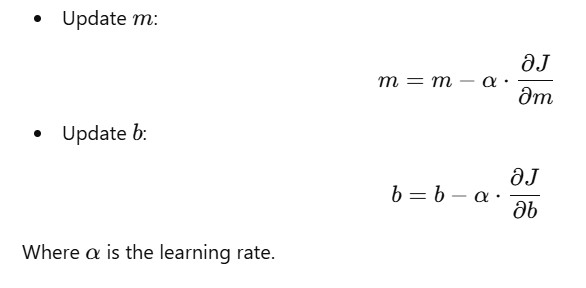 • Update m:
m = m − α · ∂J/∂m
• Update b:
b = b − α · ∂J/∂b
Where α is the learning rate.